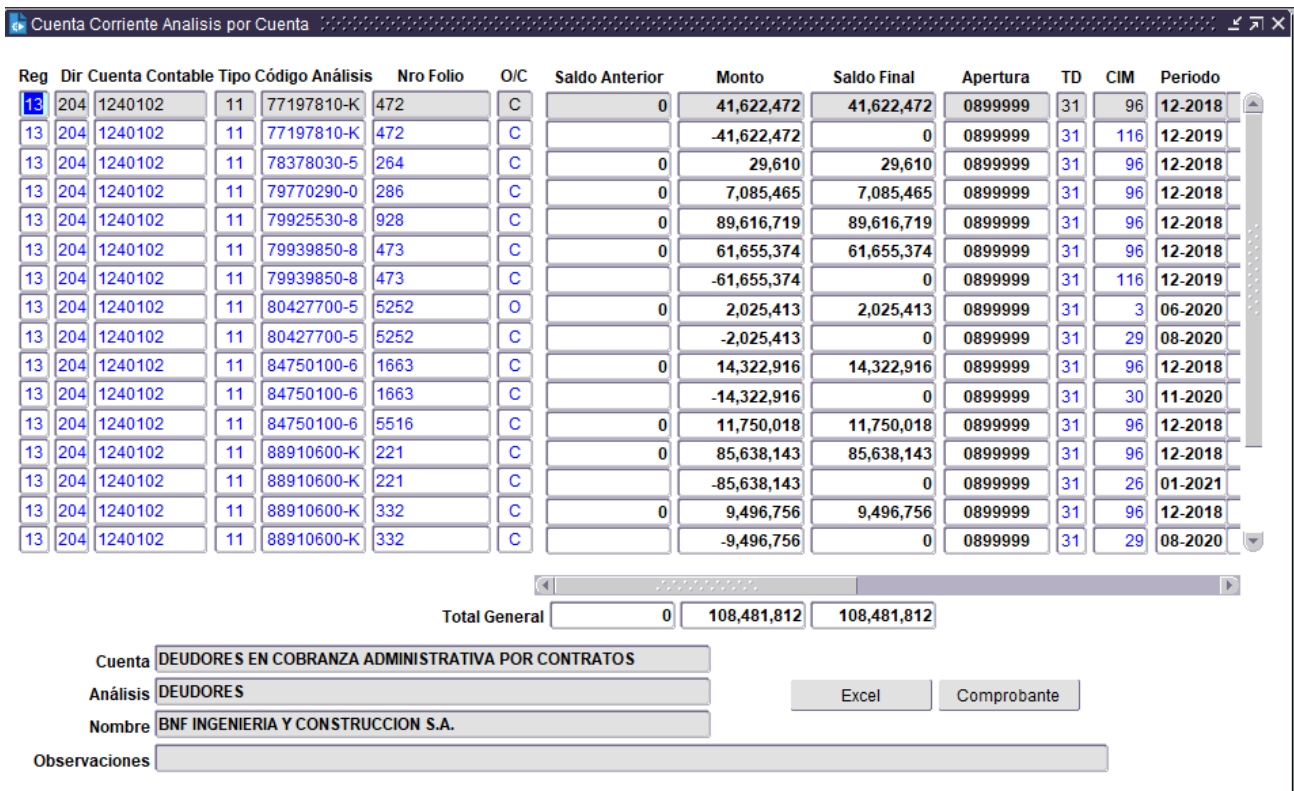 Cuenta Corriente Analisis por Cuenta
Reg Dir Cuenta Contable Tipo Código Análisis Nro Folio O/C Saldo Anterior Monto Saldo Final Apertura TD CIM Periodo
13 204 1240102 11 77197810-K 472 C 0 41,622,472 41,622,472 0899999 31 96 12-2018
13 204 1240102 11 77197810-K 472 C -41,622,472 0 0899999 31 116 12-2019
13 204 1240102 11 78378030-5 264 C 0 29,610 29,610 0899999 31 96 12-2018
13 204 1240102 11 79770290-0 286 C 0 7,085,465 7,085,465 0899999 31 96 12-2018
13 204 1240102 11 79925530-8 928 C 0 89,616,719 89,616,719 0899999 31 96 12-2018
13 204 1240102 11 79939850-8 473 C 0 61,655,374 61,655,374 0899999 31 96 12-2018
13 204 1240102 11 79939850-8 473 C -61,655,374 0 0899999 31 116 12-2019
13 204 1240102 11 80427700-5 5252 O 0 2,025,413 2,025,413 0899999 31 3 06-2020
13 204 1240102 11 80427700-5 5252 C -2,025,413 0 0899999 31 29 08-2020
13 204 1240102 11 84750100-6 1663 C 0 14,322,916 14,322,916 0899999 31 96 12-2018
13 204 1240102 11 84750100-6 1663 C -14,322,916 0 0899999 31 30 11-2020
13 204 1240102 11 84750100-6 5516 C 0 11,750,018 11,750,018 0899999 31 96 12-2018
13 204 1240102 11 88910600-K 221 C 0 85,638,143 85,638,143 0899999 31 96 12-2018
13 204 1240102 11 88910600-K 221 C -85,638,143 0 0899999 31 26 01-2021
13 204 1240102 11 88910600-K 332 C 0 9,496,756 9,496,756 0899999 31 96 12-2018
13 204 1240102 11 88910600-K 332 C -9,496,756 0 0899999 31 29 08-2020
Total General 0 108,481,812 108,481,812
Cuenta DEUDORES EN COBRANZA ADMINISTRATIVA POR CONTRATOS
Análisis DEUDORES Excel Comprobante
Nombre BNF INGENIERIA Y CONSTRUCCION S.A.
Observaciones